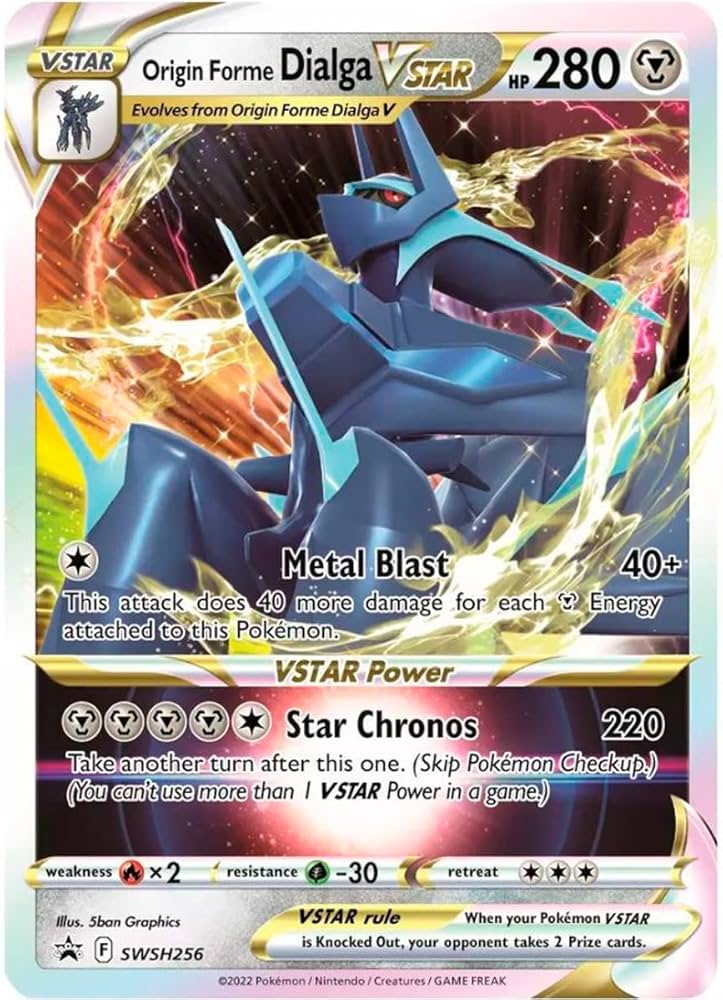 VSTAR
Origin Forme Dialga VSTAR
HP 280
Evolves from Origin Forme Dialga V
Metal Blast 40+
This attack does 40 more damage for each Energy
attached to this Pokémon.
VSTAR Power
Star Chronos 220
Take another turn after this one. (Skip Pokémon Checkup.)
(You can't use more than 1 VSTAR Power in a game.)
weakness ×2 resistance -30 retreat
Illus. 5ban Graphics
F SWSH256
VSTAR rule When your Pokémon VSTAR
is Knocked Out, your opponent takes 2 Prize cards.
©2022 Pokémon / Nintendo / Creatures / GAME FREAK